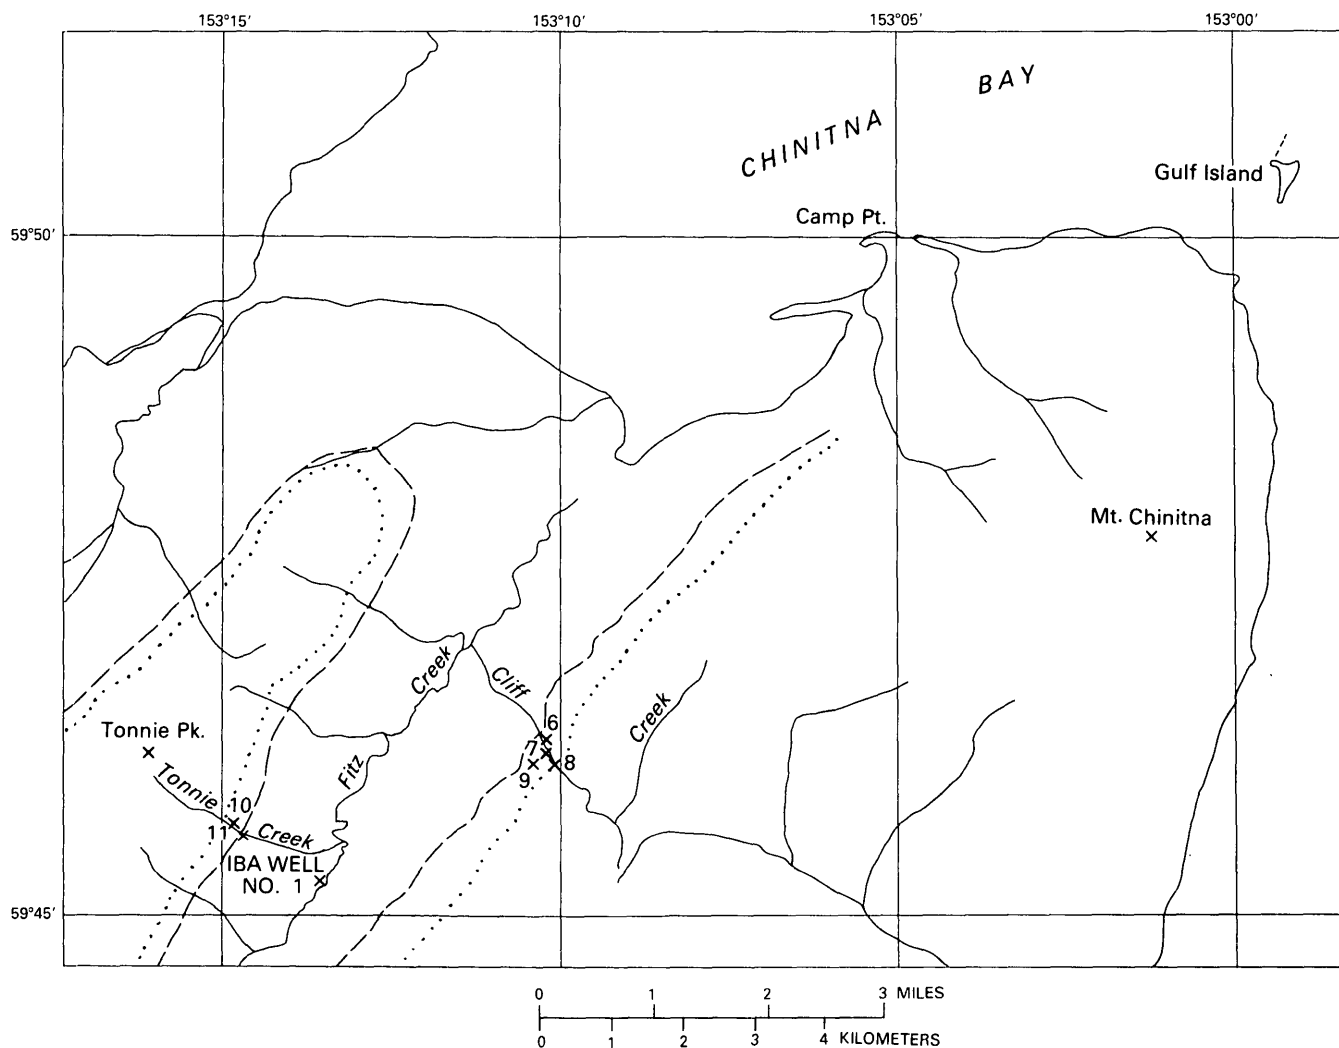 153°15'
153°10'
153°05'
153°00'
CHINITNA BAY
Gulf Island
Camp Pt.
59°50'
Mt. Chinitna
Creek
Cliff
Creek
Tonnie Pk.
6
7
8
9
Fitz
Tonnie
10
11
Creek
IBA WELL
NO. 1
59°45'
0 1 2 3 MILES
0 1 2 3 4 KILOMETERS